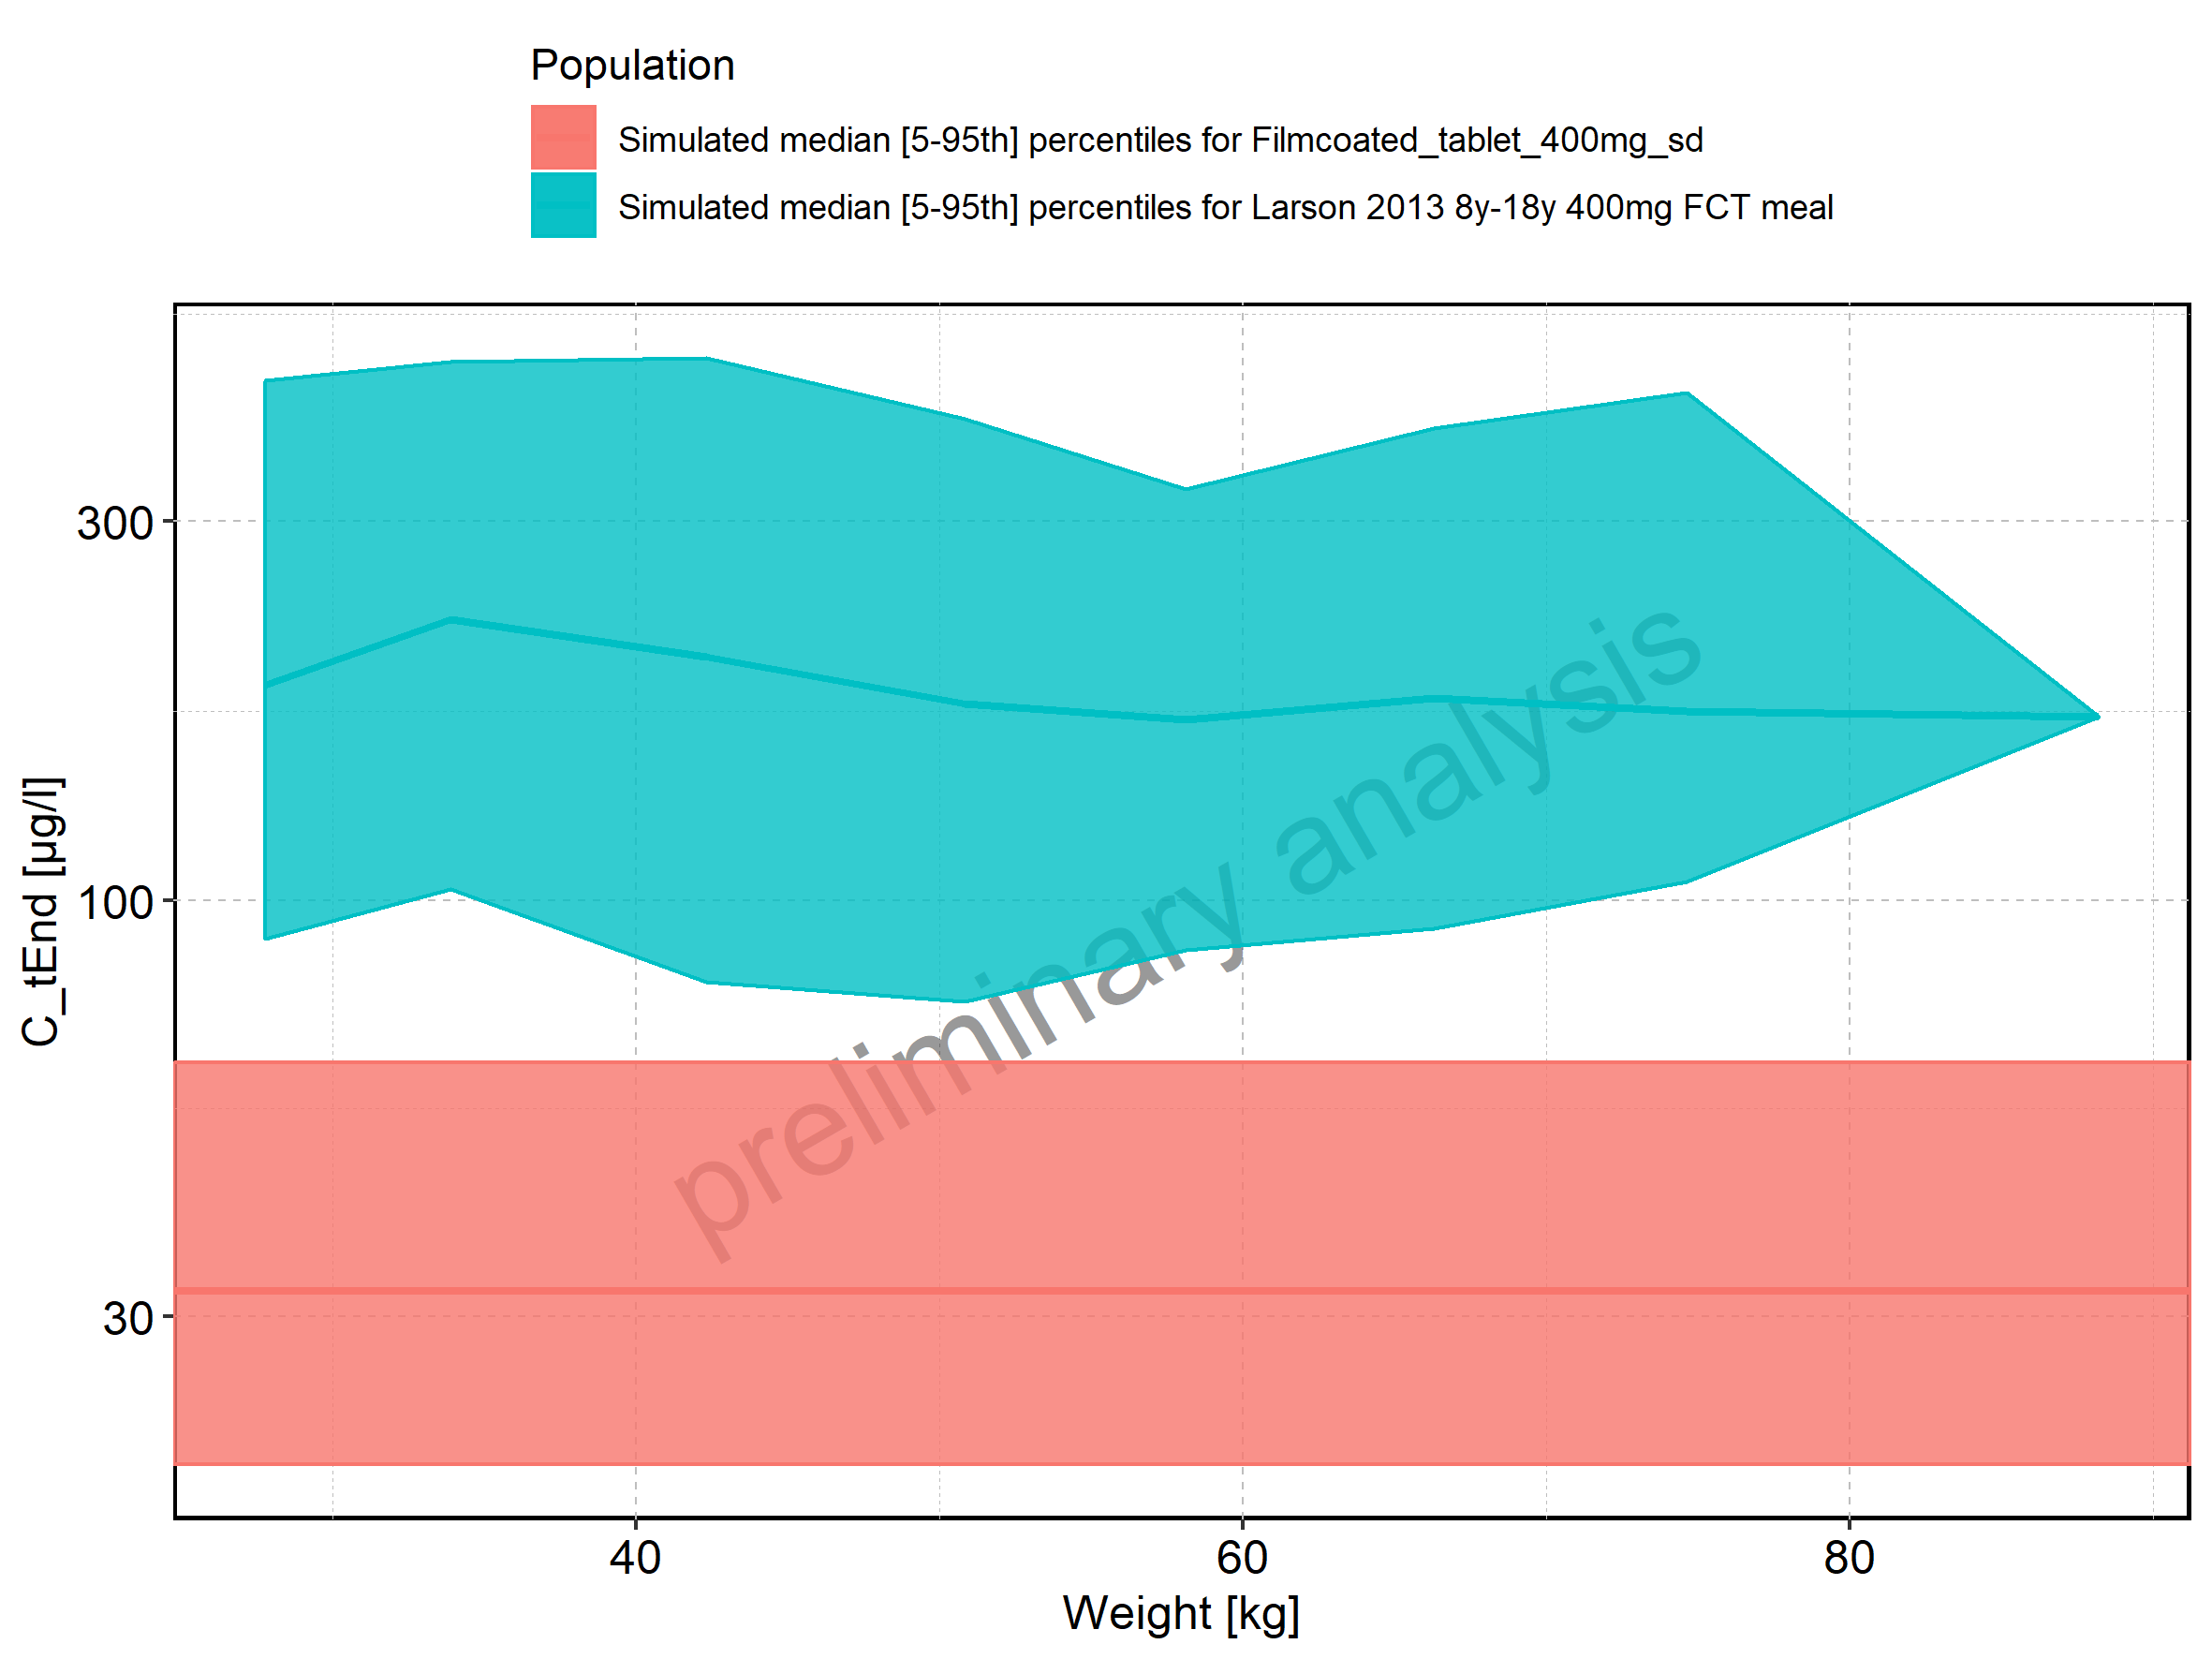 Population
Simulated median [5-95th] percentiles for Filmcoated_tablet_400mg_sd
Simulated median [5-95th] percentiles for Larson 2013 8y-18y 400mg FCT meal
300
100
30
C_tEnd [µg/l]
preliminary analysis
40
60
80
Weight [kg]